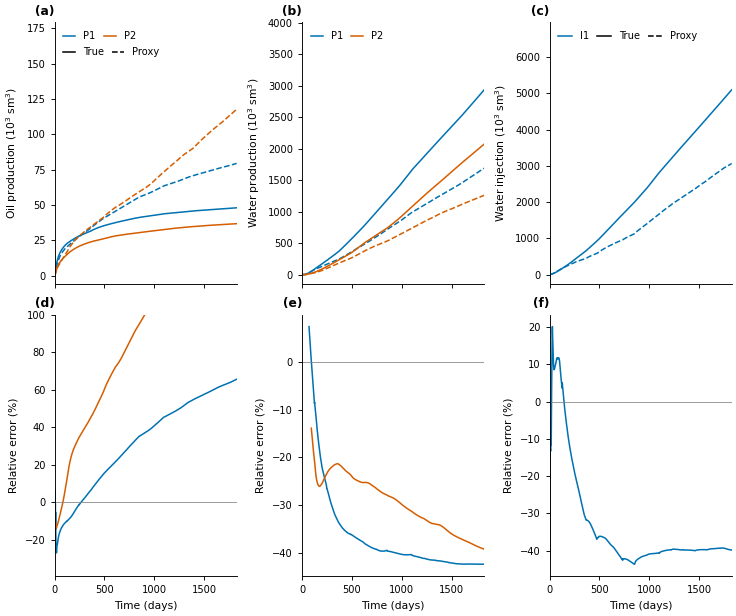 (a)
P1 P2
True Proxy
Oil production (10³ sm³)
175
150
125
100
75
50
25
0
0
500
1000
1500
(b)
P1 P2
Water production (10³ sm³)
4000
3500
3000
2500
2000
1500
1000
500
0
(c)
I1 True Proxy
Water injection (10³ sm³)
6000
5000
4000
3000
2000
1000
0
(d)
Relative error (%)
100
80
60
40
20
0
−20
0 500 1000 1500
Time (days)
(e)
Relative error (%)
0
−10
−20
−30
−40
0 500 1000 1500
Time (days)
(f)
Relative error (%)
20
10
0
−10
−20
−30
−40
0 500 1000 1500
Time (days)